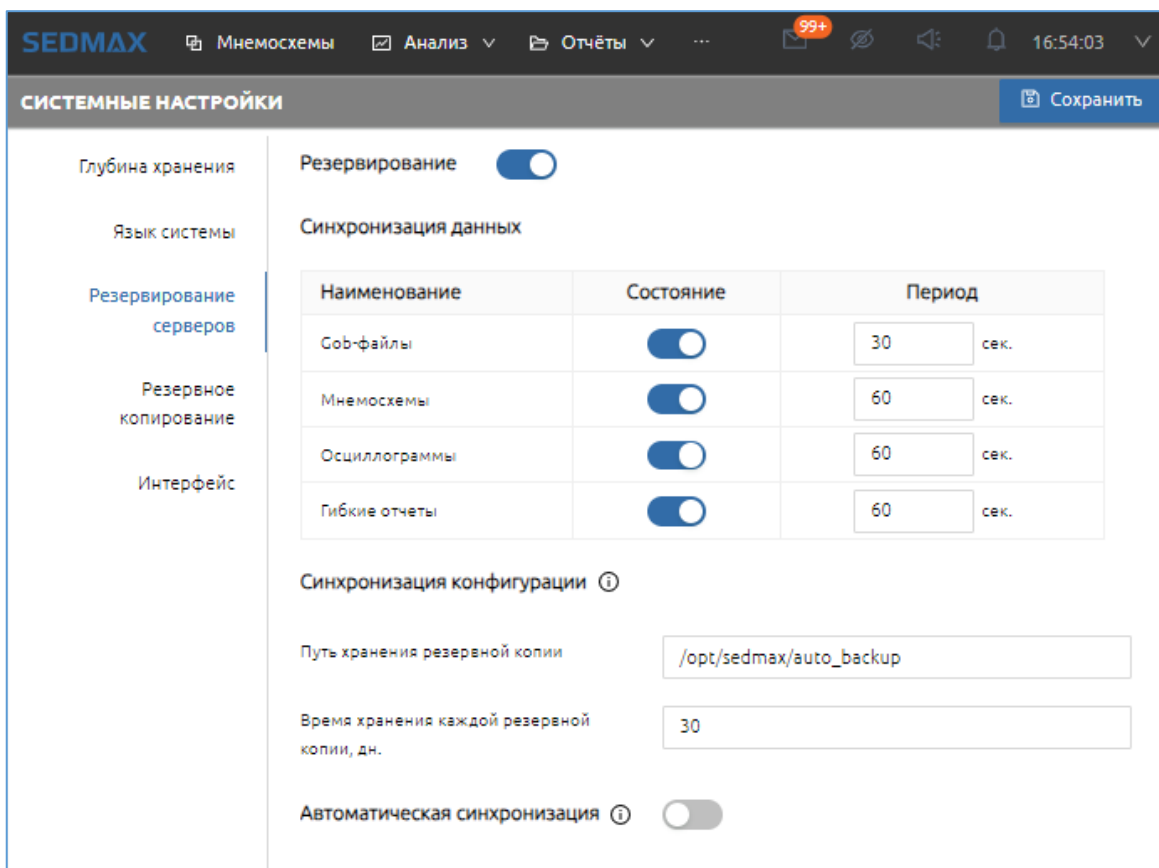 SEDMAX Мнемосхемы Анализ Отчёты ... 99+ 16:54:03
СИСТЕМНЫЕ НАСТРОЙКИ Сохранить
Глубина хранения
Язык системы
Резервирование
серверов
Резервное
копирование
Интерфейс
Резервирование
Синхронизация данных
Наименование Состояние Период
Gob-файлы 30 сек.
Мнемосхемы 60 сек.
Осциллограммы 60 сек.
Гибкие отчеты 60 сек.
Синхронизация конфигурации
Путь хранения резервной копии /opt/sedmax/auto_backup
Время хранения каждой резервной
копии, дн. 30
Автоматическая синхронизация